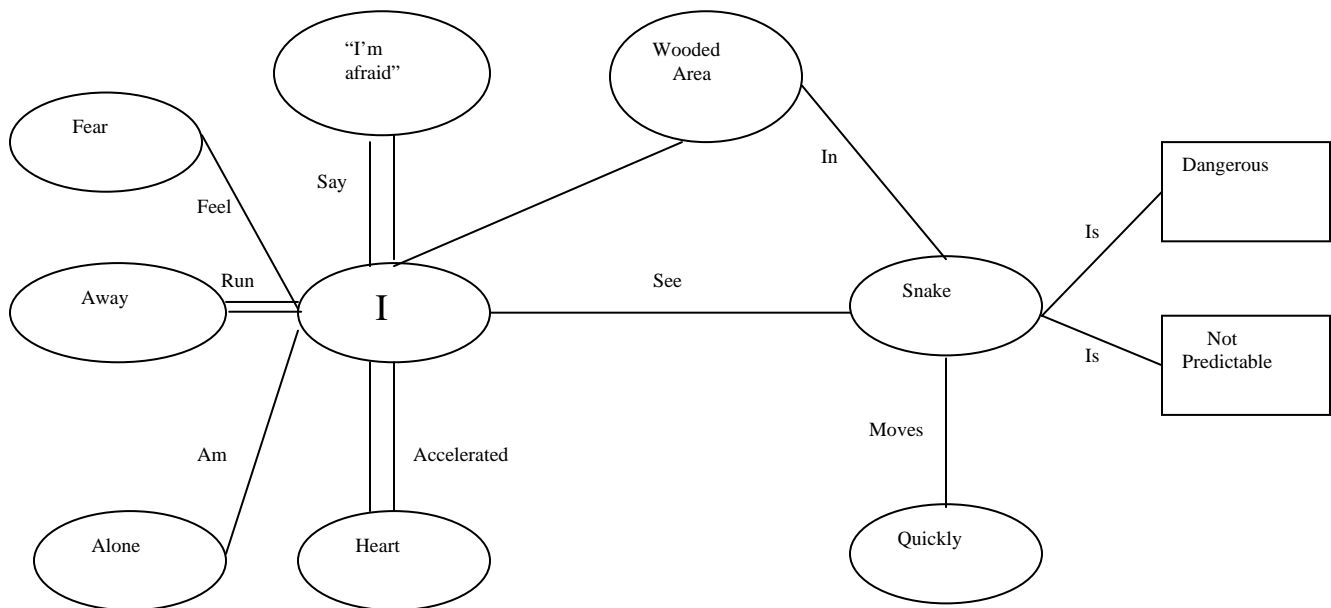 “I’m
afraid”
Wooded
Area
Fear
In
Dangerous
Say
Feel
Is
Run
See
Away
I
Snake
Not
Predictable
Is
Moves
Am
Accelerated
Alone
Heart
Quickly